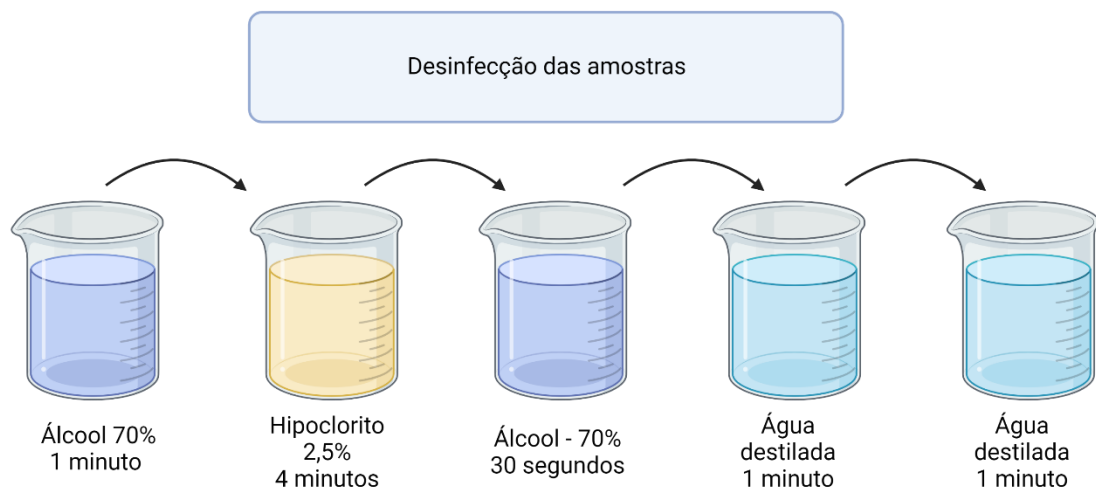 Desinfecção das amostras
Álcool 70%
1 minuto
Hipoclorito
2,5%
4 minutos
Álcool - 70%
30 segundos
Água
destilada
1 minuto
Água
destilada
1 minuto